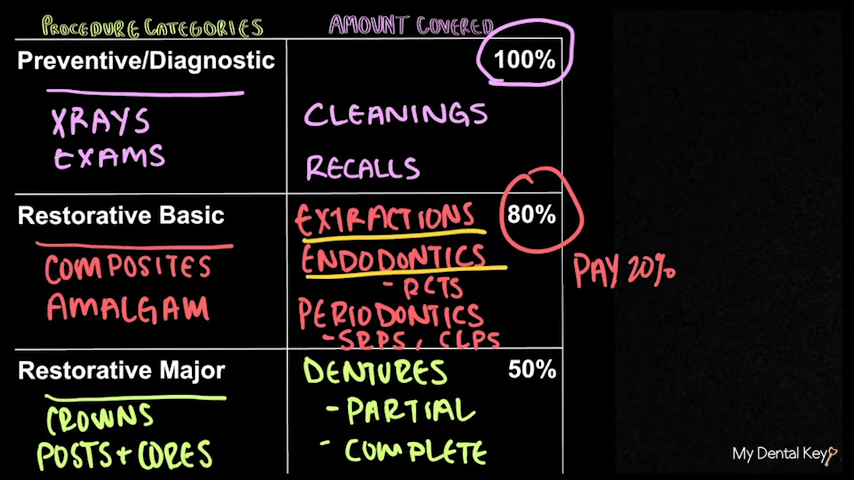 PROCEDURE CATEGORIES
AMOUNT COVERED
Preventive/Diagnostic
100%
XRAYS
EXAMS
CLEANINGS
RECALLS
Restorative Basic
80%
COMPOSITES
AMALGAM
EXTRACTIONS
ENDODONTICS
- RCTS
PERIODONTICS
- SRPS, CLPS
PAY 20%
Restorative Major
50%
CROWNS
POSTS + CORES
DENTURES
- PARTIAL
- COMPLETE
My Dental Key